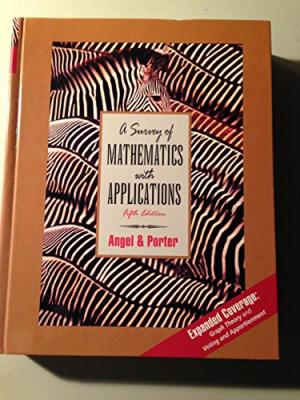 A Survey of
MATHEMATICS
with
APPLICATIONS
Fifth Edition
Angel & Porter
Expanded Coverage:
Graph Theory and
Voting and Apportionment